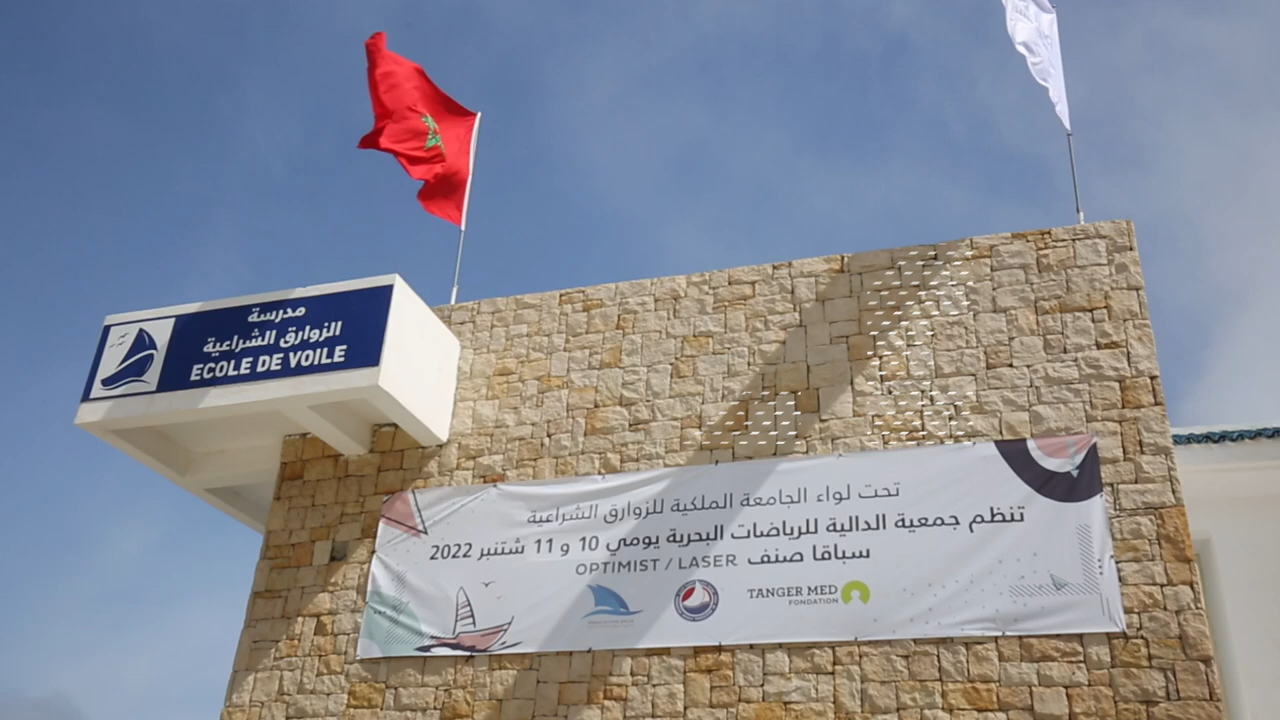 مدرسة
الزوارق الشراعية
ECOLE DE VOILE
تحت لواء الجامعة الملكية للزوارق الشراعية
تنظم جمعية الدالية للرياضات البحرية يومي 10 و 11 شتنبر 2022
سباقا صنف OPTIMIST / LASER
TANGER MED
FONDATION